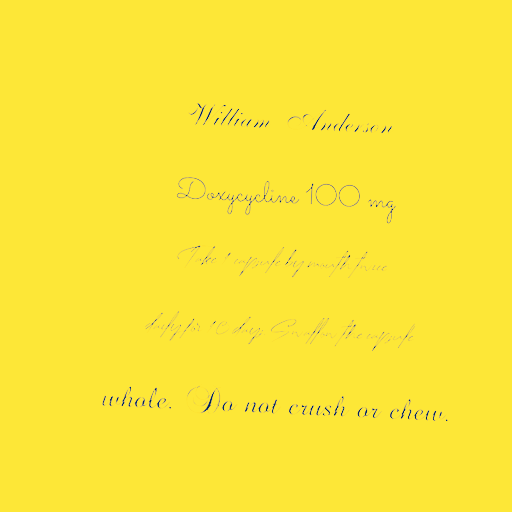 William Anderson
Doxycycline 100 mg
Take 1 capsule by mouth twice
daily for 10 days. Swallow the capsule
whole. Do not crush or chew.